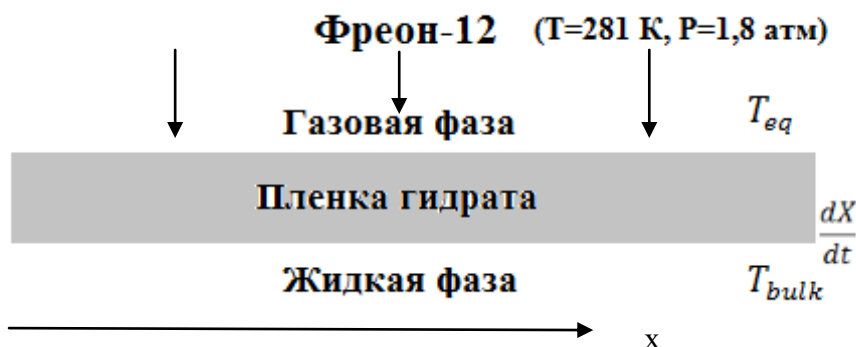 Фреон-12 (T=281 K, P=1,8 атм)
Газовая фаза
T_eq
Пленка гидрата
dX
dt
Жидкая фаза
T_bulk
x